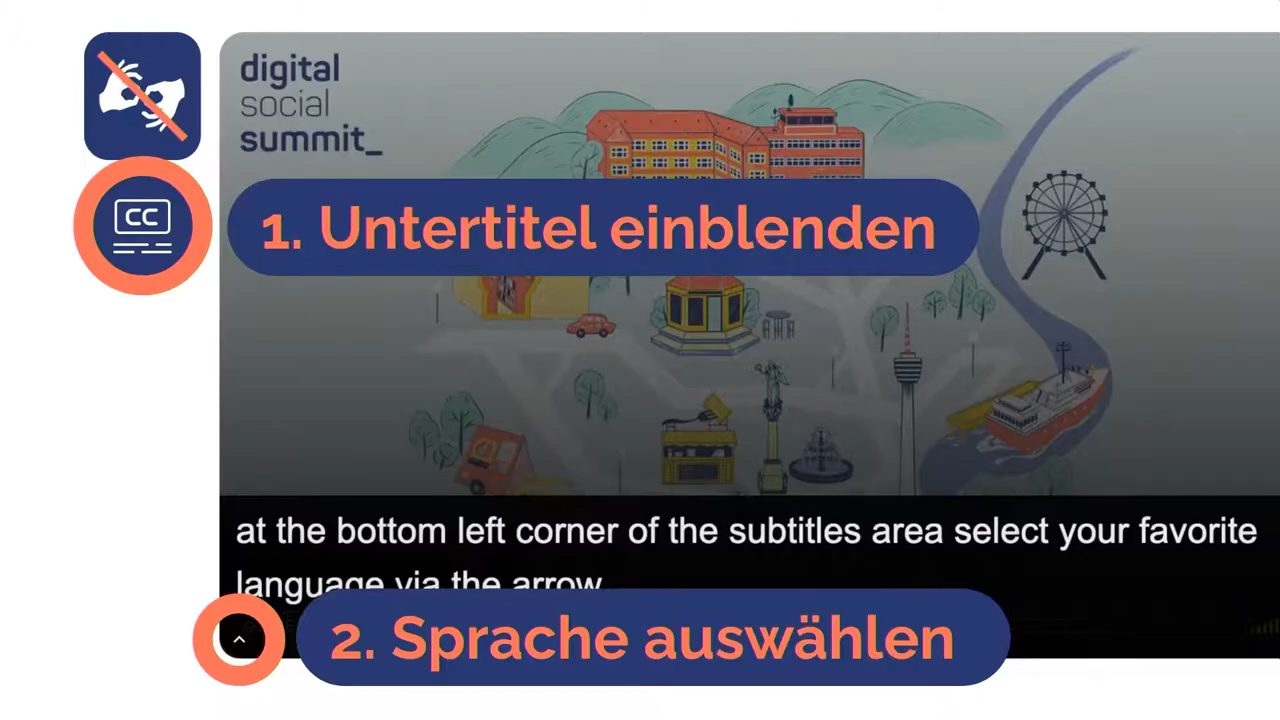 digital
social
summit_
CC
1. Untertitel einblenden
at the bottom left corner of the subtitles area select your favorite
language via the arrow
2. Sprache auswählen